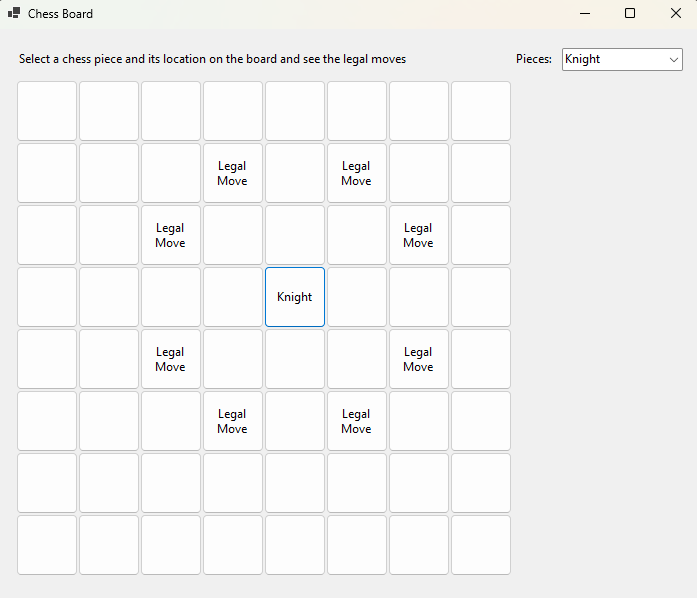 Chess Board
Select a chess piece and its location on the board and see the legal moves
Pieces:
Knight
Legal
Move
Legal
Move
Legal
Move
Legal
Move
Knight
Legal
Move
Legal
Move
Legal
Move
Legal
Move